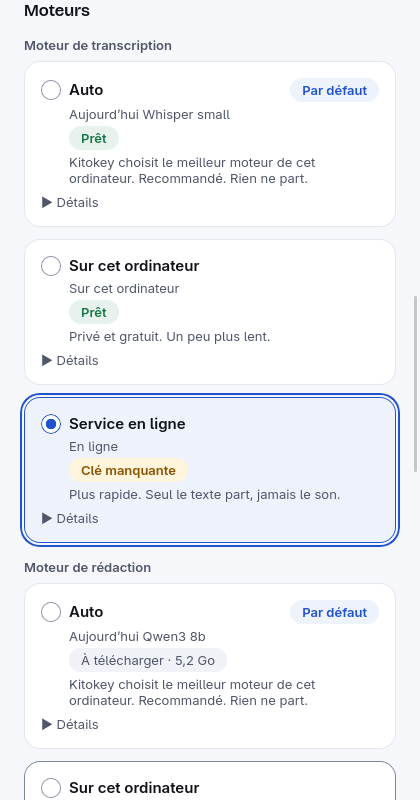 Moteurs
Moteur de transcription
Auto
Par défaut
Aujourd’hui Whisper small
Prêt
Kitokey choisit le meilleur moteur de cet
ordinateur. Recommandé. Rien ne part.
▶ Détails
Sur cet ordinateur
Sur cet ordinateur
Prêt
Privé et gratuit. Un peu plus lent.
▶ Détails
Service en ligne
En ligne
Clé manquante
Plus rapide. Seul le texte part, jamais le son.
▶ Détails
Moteur de rédaction
Auto
Par défaut
Aujourd’hui Qwen3 8b
À télécharger · 5,2 Go
Kitokey choisit le meilleur moteur de cet
ordinateur. Recommandé. Rien ne part.
▶ Détails
Sur cet ordinateur